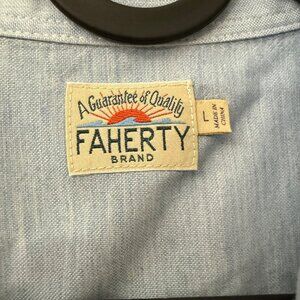 A Guarantee of Quality
FAHERTY
BRAND
L
MADE IN
CHINA